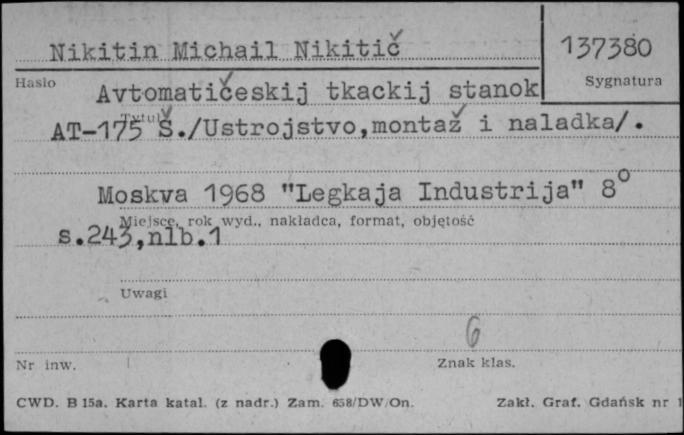 Nikitin Michail Nikitič
137380
Hasło
Sygnatura
Avtomatičeskij tkackij stanok
Tytuł
AT-175 Š./Ustrojstvo,montaž i naladka/.
Moskva 1968 "Legkaja Industrija" 8°
Miejsce, rok wyd., nakładca, format, objętość
s.243,nlb.1
Uwagi
6
Nr inw.
Znak klas.
CWD. B 15a. Karta katal. (z nadr.) Zam. 658/DW/On.
Zakł. Graf. Gdańsk nr 1